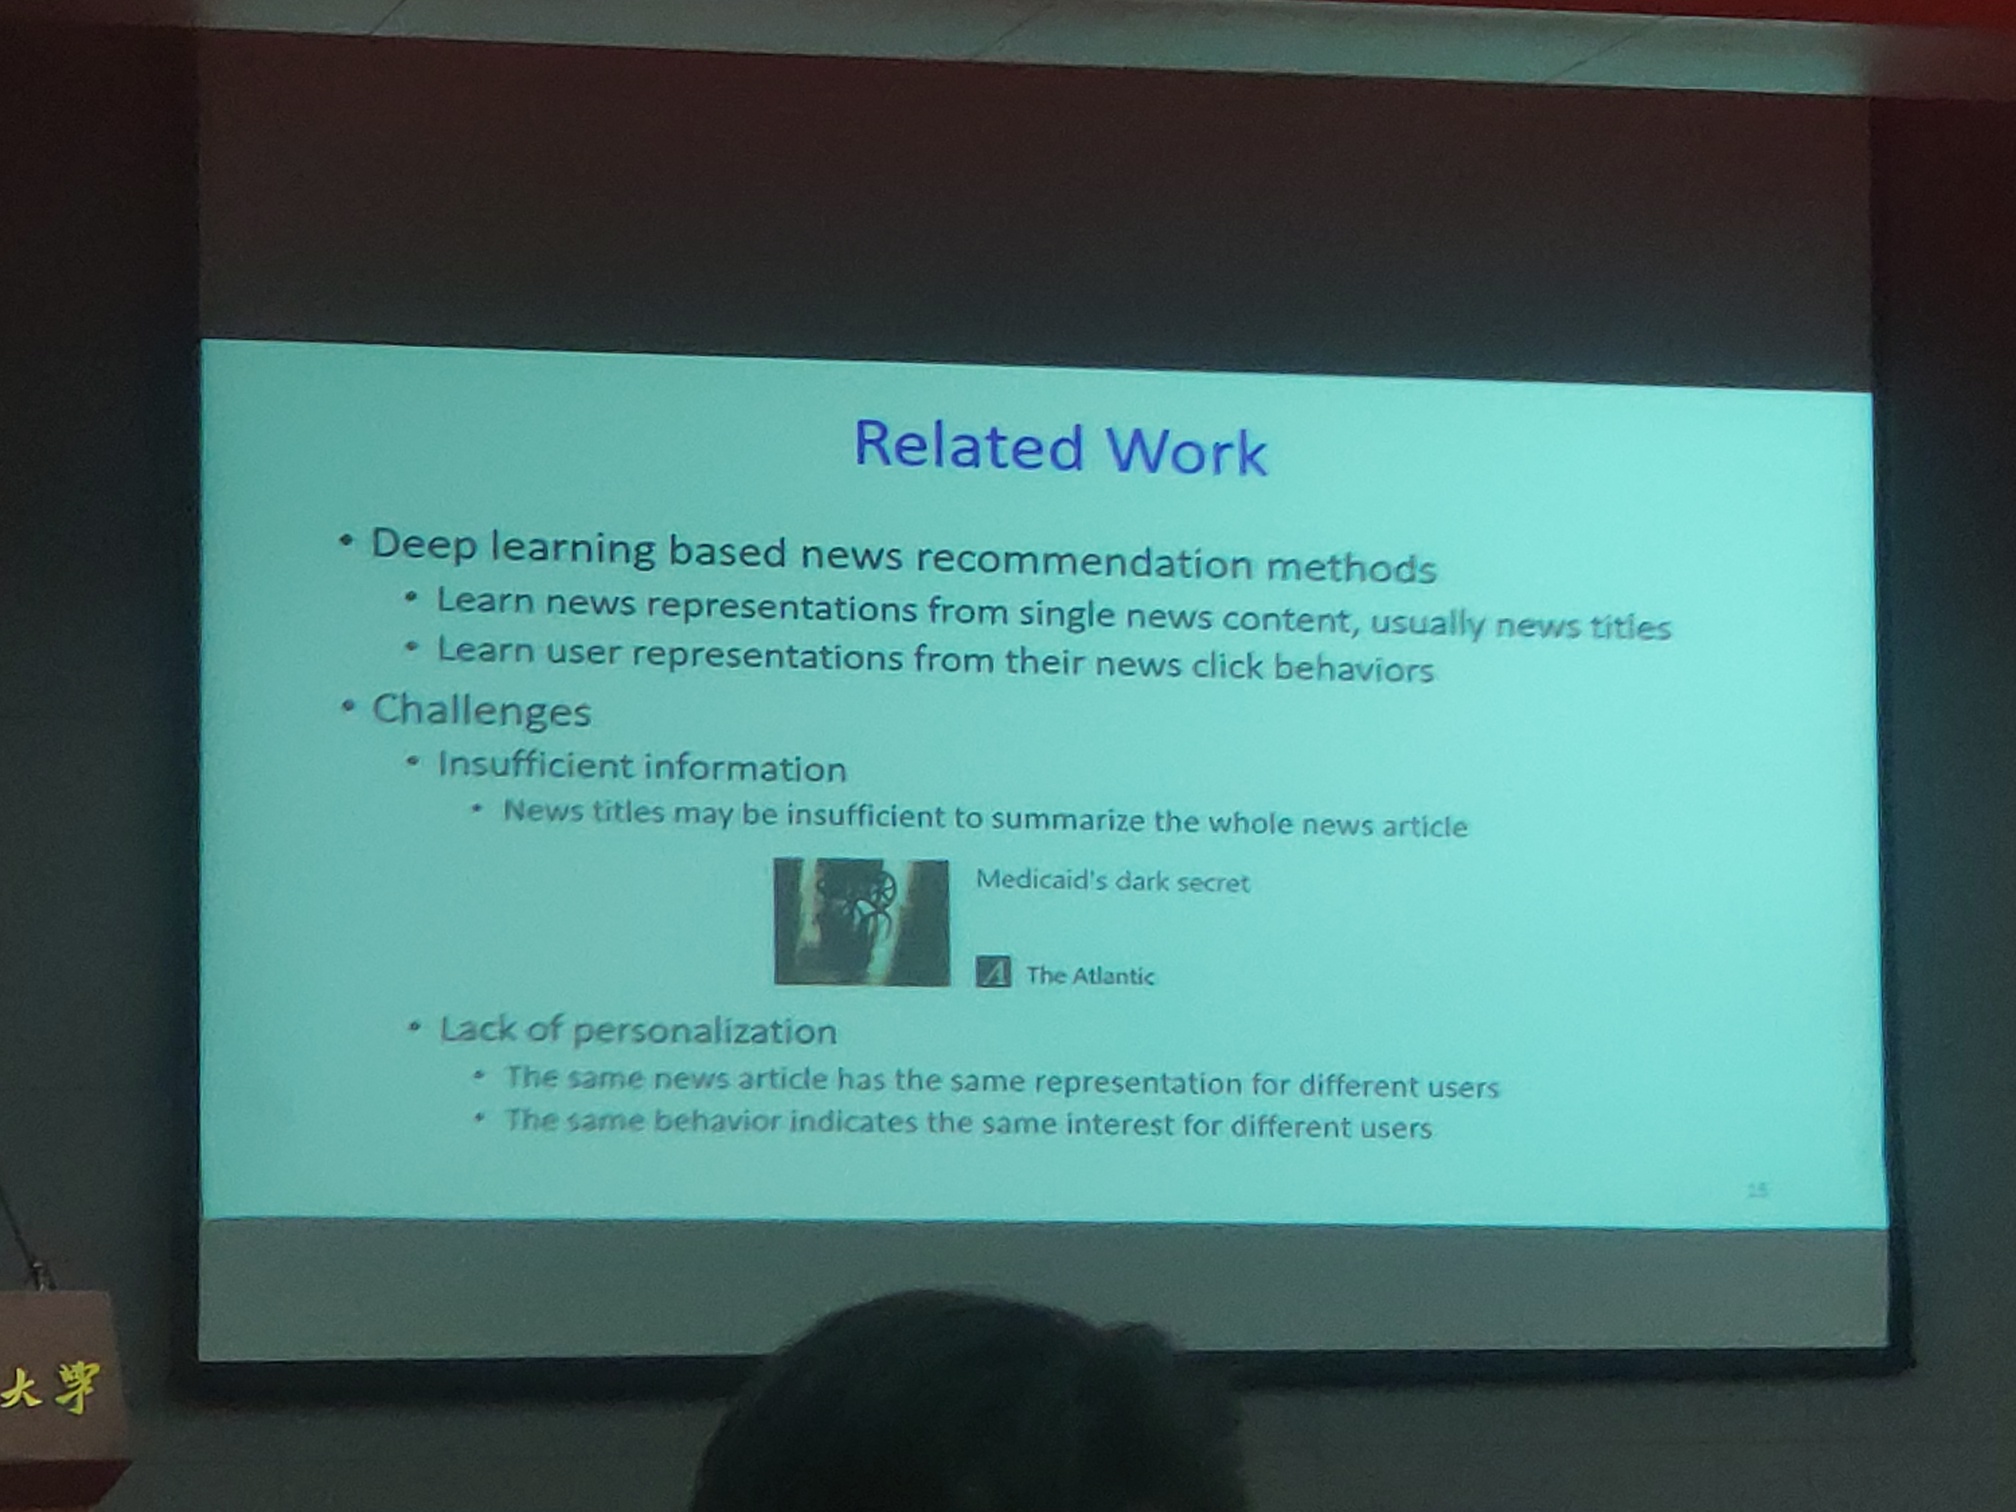 Related Work
• Deep learning based news recommendation methods
• Learn news representations from single news content, usually news titles
• Learn user representations from their news click behaviors
• Challenges
• Insufficient information
• News titles may be insufficient to summarize the whole news article
Medicaid's dark secret
A The Atlantic
• Lack of personalization
• The same news article has the same representation for different users
• The same behavior indicates the same interest for different users
15
大学